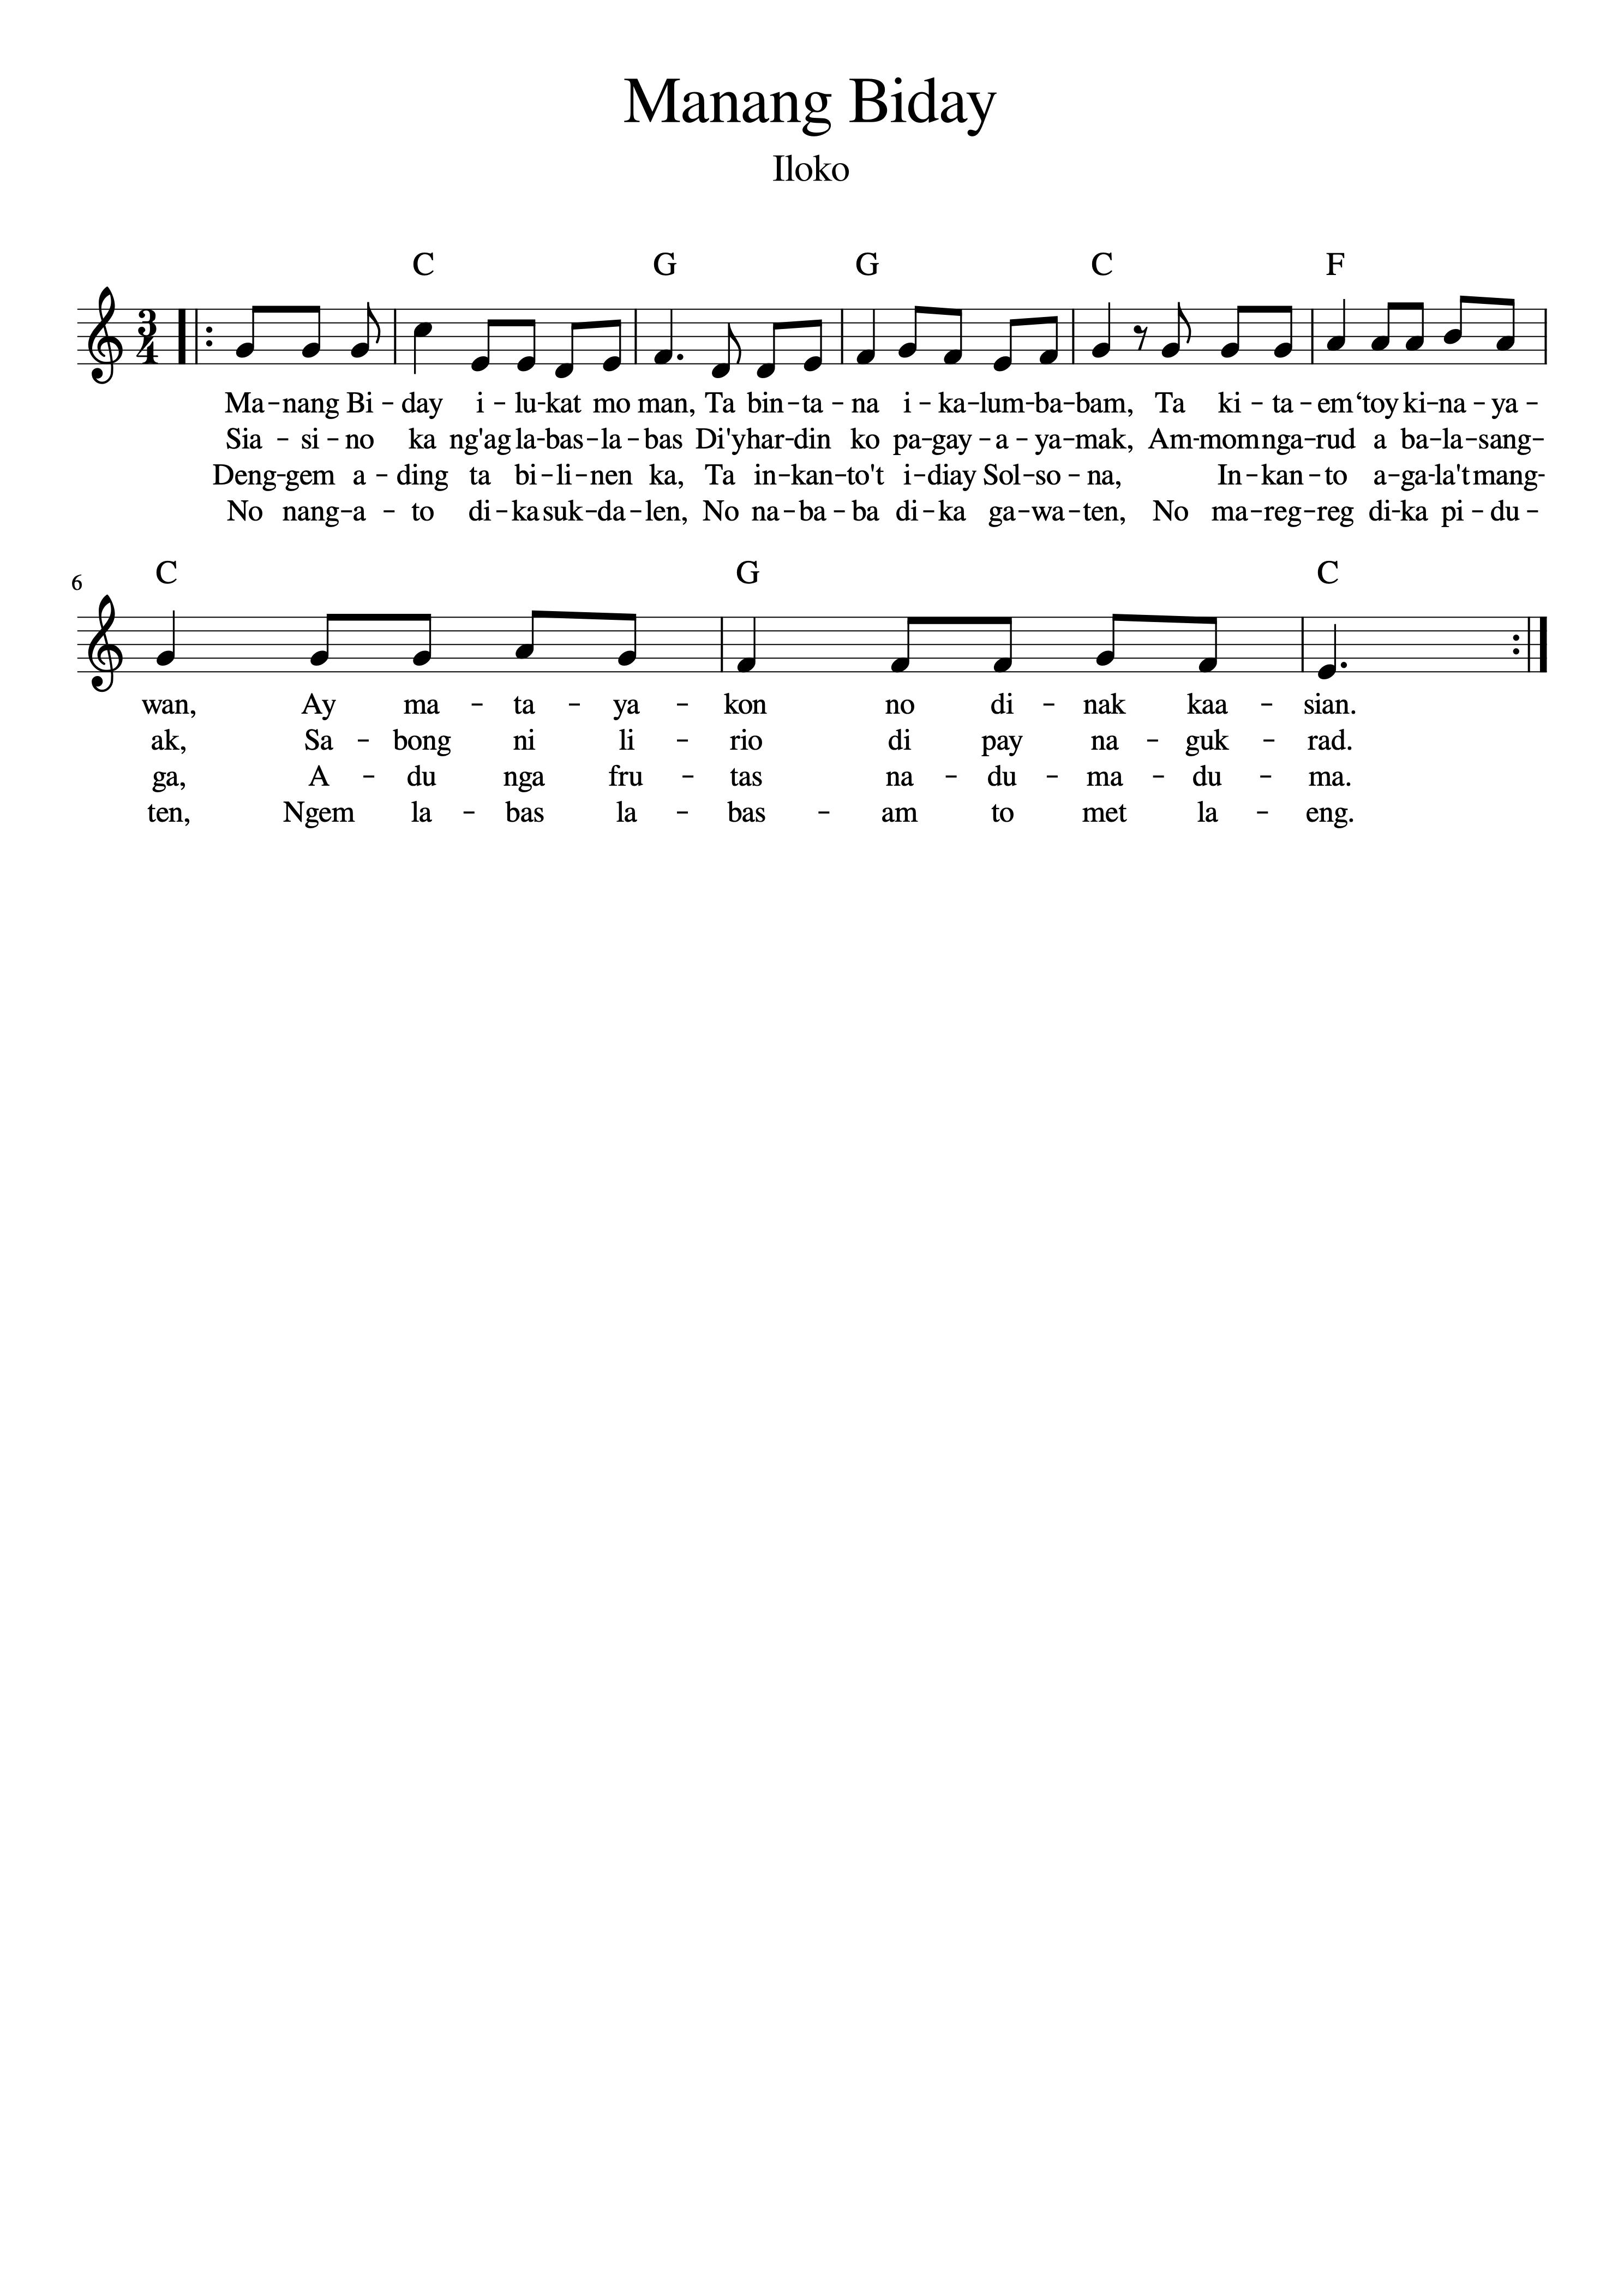 Manang Biday
Iloko
C G G C F
3
4
Ma-nang Bi-day i-lu-kat mo man, Ta bin-ta-na i-ka-lum-ba-bam, Ta ki-ta-em ‘toy ki-na-ya-
Sia-si-no ka ng'ag la-bas-la-bas Di'y har-din ko pa-gay-a-ya-mak, Am-mom nga-rud a ba-la-sang-
Deng-gem a-ding ta bi-li-nen ka, Ta in-kan-to't i-diay Sol-so-na, In-kan-to a-ga-la't mang-
No nang-a-to di-ka suk-da-len, No na-ba-ba di-ka ga-wa-ten, No ma-reg-reg di-ka pi-du-
6 C G C
wan, Ay ma-ta-ya-kon no di-nak kaa-sian.
ak, Sa-bong ni li-rio di pay na-guk-rad.
ga, A-du nga fru-tas na-du-ma-du-ma.
ten, Ngem la-bas la-bas-am to met la-eng.